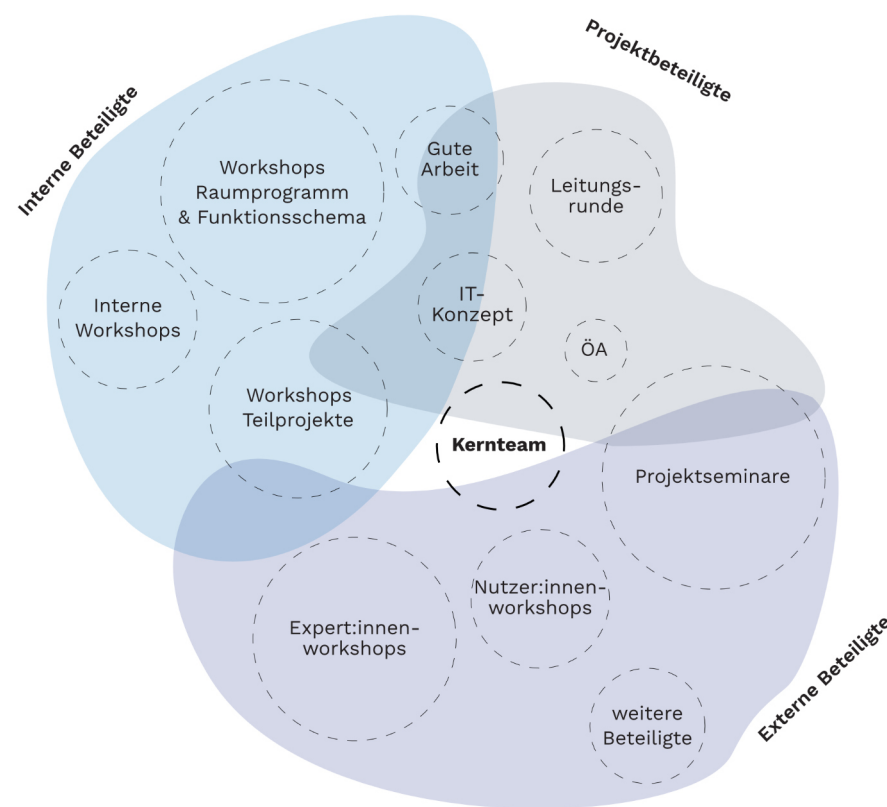 Projektbeteiligte
Interne Beteiligte
Gute
Arbeit
Workshops
Raumprogramm
& Funktionsschema
Leitungs-
runde
Interne
Workshops
IT-
Konzept
ÖA
Workshops
Teilprojekte
Kernteam
Projektseminare
Nutzer:innen-
workshops
Expert:innen-
workshops
Externe Beteiligte
weitere
Beteiligte